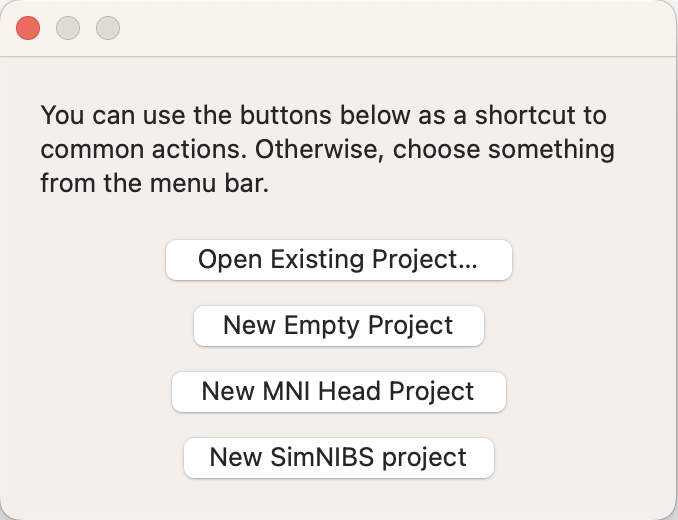 You can use the buttons below as a shortcut to
common actions. Otherwise, choose something
from the menu bar.
Open Existing Project...
New Empty Project
New MNI Head Project
New SimNIBS project